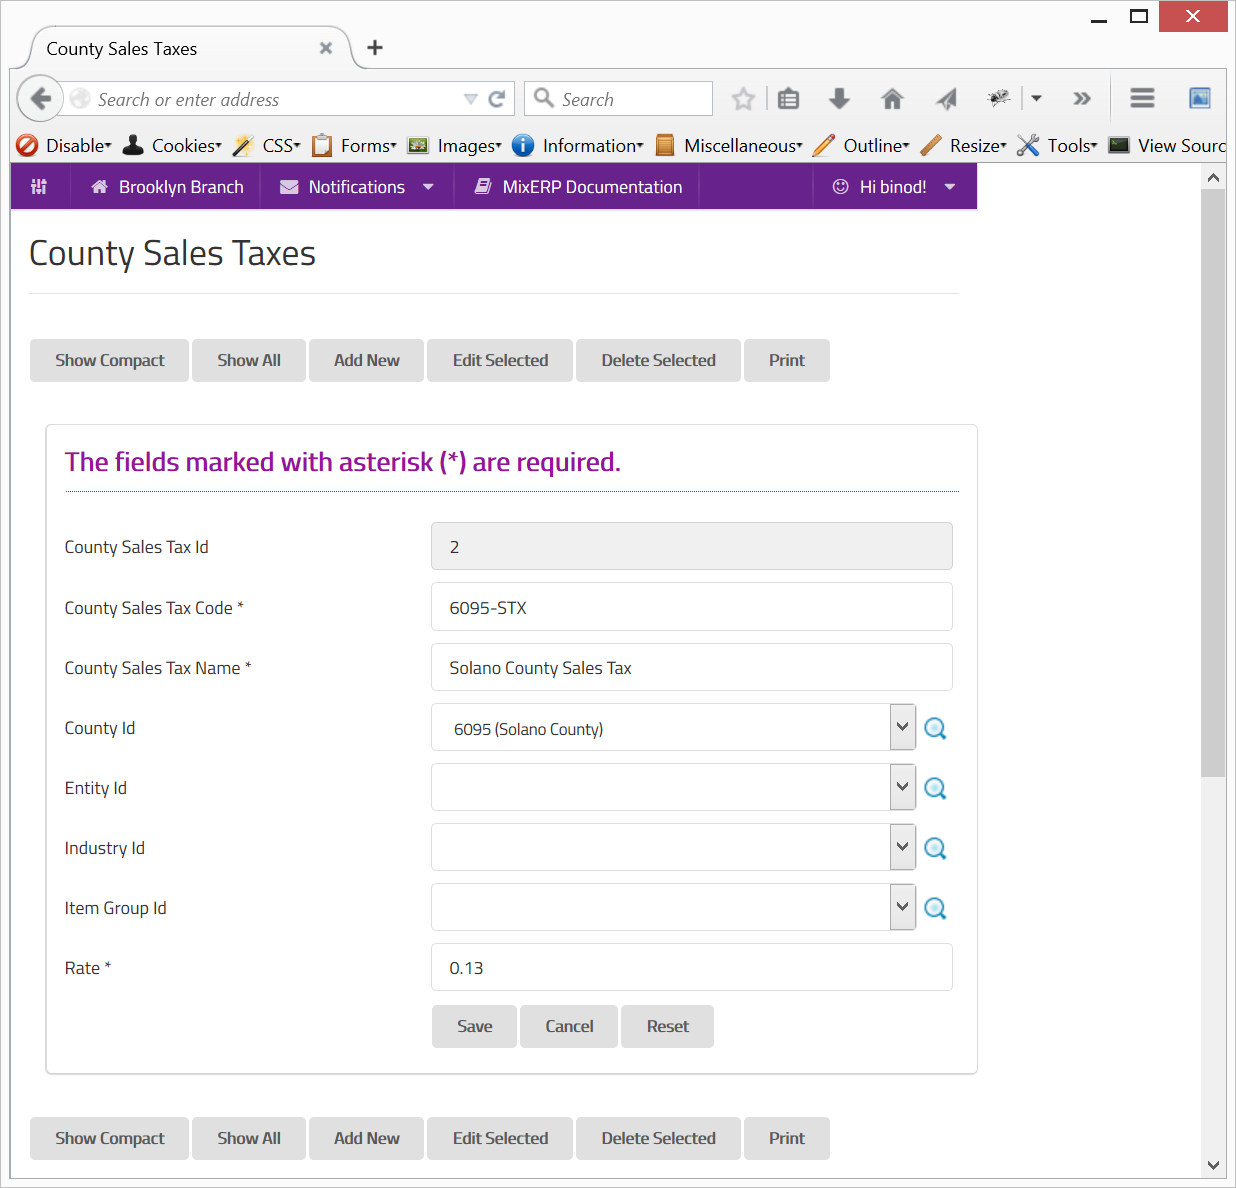 County Sales Taxes
Search or enter address
Search
Disable Cookies CSS Forms Images Information Miscellaneous Outline Resize Tools View Sourc
Brooklyn Branch Notifications MixERP Documentation Hi binod!
County Sales Taxes
Show Compact Show All Add New Edit Selected Delete Selected Print
The fields marked with asterisk (*) are required.
County Sales Tax Id 2
County Sales Tax Code * 6095-STX
County Sales Tax Name * Solano County Sales Tax
County Id 6095 (Solano County)
Entity Id
Industry Id
Item Group Id
Rate * 0.13
Save Cancel Reset
Show Compact Show All Add New Edit Selected Delete Selected Print